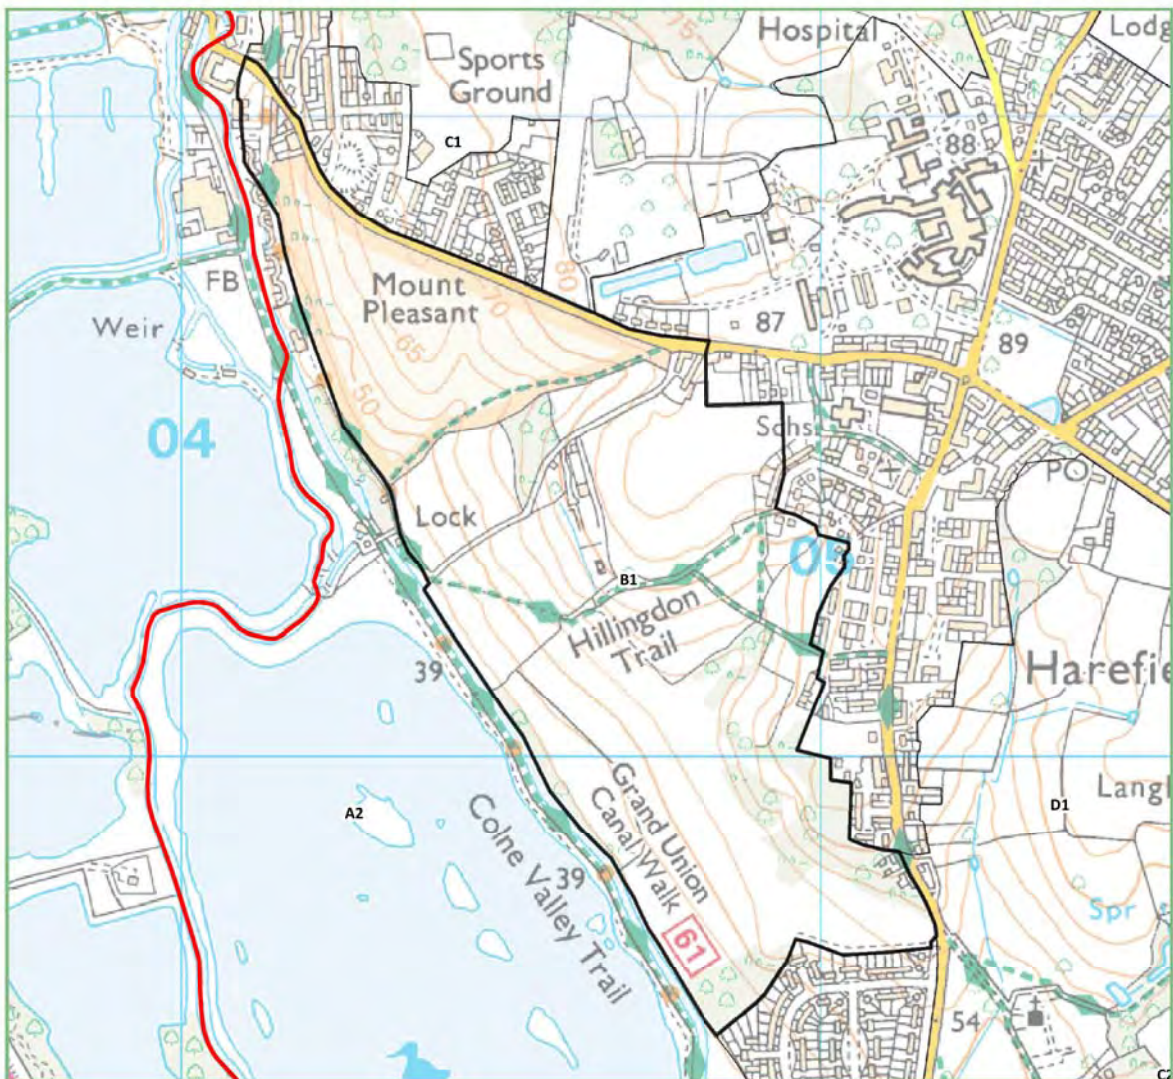 Hospital
Lodg
Sports
Ground
75
C1
88
80
FB
Mount
Pleasant
70
65
50
87
89
Weir
04
Schs
PO
Lock
05
B1
Hillingdon
Trail
39
Harefie
Grand Union
Canal Walk
A2
Colne Valley Trail
D1
Langl
39
61
Spr
54
C2